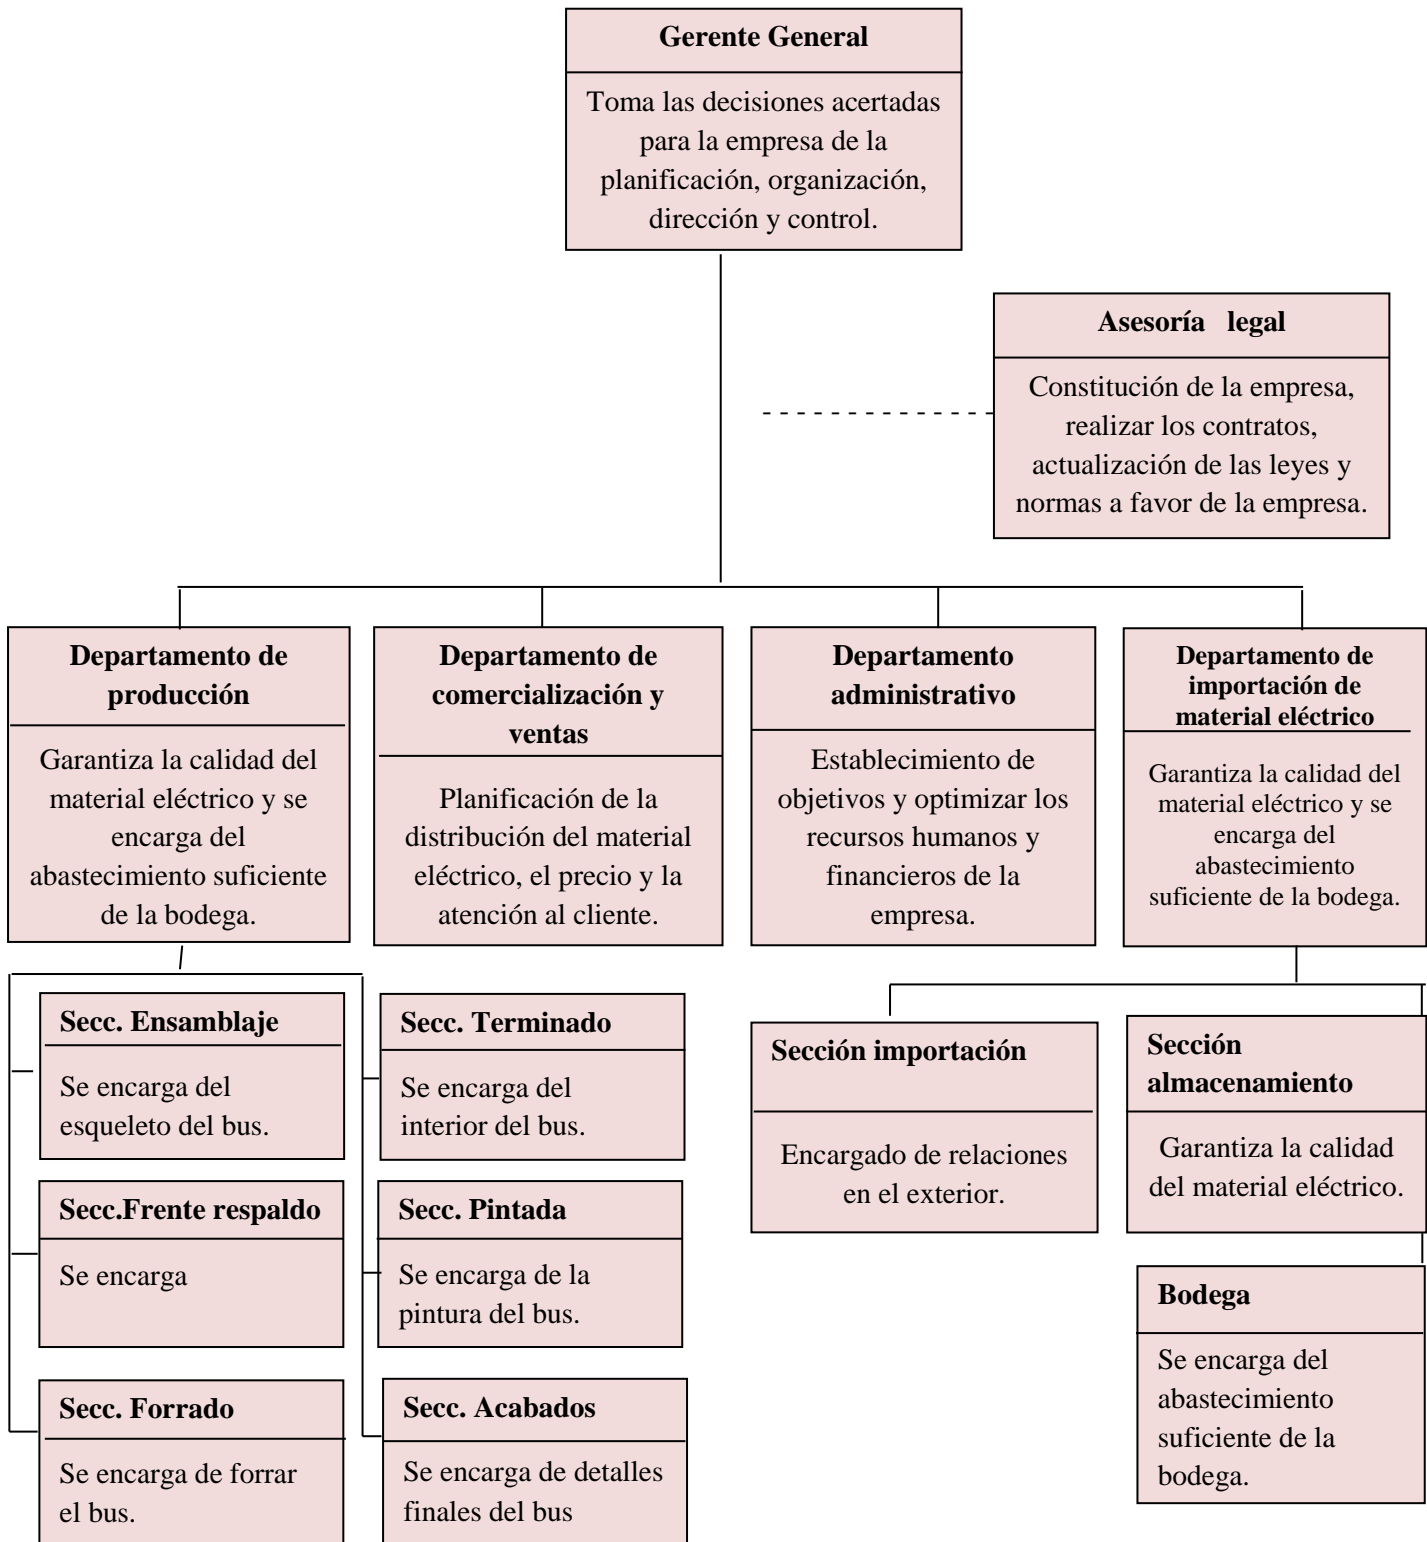 Gerente General
Toma las decisiones acertadas
para la empresa de la
planificación, organización,
dirección y control.
Asesoría legal
Constitución de la empresa,
realizar los contratos,
actualización de las leyes y
normas a favor de la empresa.
Departamento de
producción
Garantiza la calidad del
material eléctrico y se
encarga del
abastecimiento suficiente
de la bodega.
Departamento de
comercialización y
ventas
Planificación de la
distribución del material
eléctrico, el precio y la
atención al cliente.
Departamento
administrativo
Establecimiento de
objetivos y optimizar los
recursos humanos y
financieros de la
empresa.
Departamento de
importación de
material eléctrico
Garantiza la calidad del
material eléctrico y se
encarga del
abastecimiento
suficiente de la bodega.
Secc. Ensamblaje
Se encarga del
esqueleto del bus.
Secc. Terminado
Se encarga del
interior del bus.
Secc.Frente respaldo
Se encarga
Secc. Pintada
Se encarga de la
pintura del bus.
Secc. Forrado
Se encarga de forrar
el bus.
Secc. Acabados
Se encarga de detalles
finales del bus
Sección importación
Encargado de relaciones
en el exterior.
Sección
almacenamiento
Garantiza la calidad
del material eléctrico.
Bodega
Se encarga del
abastecimiento
suficiente de la
bodega.